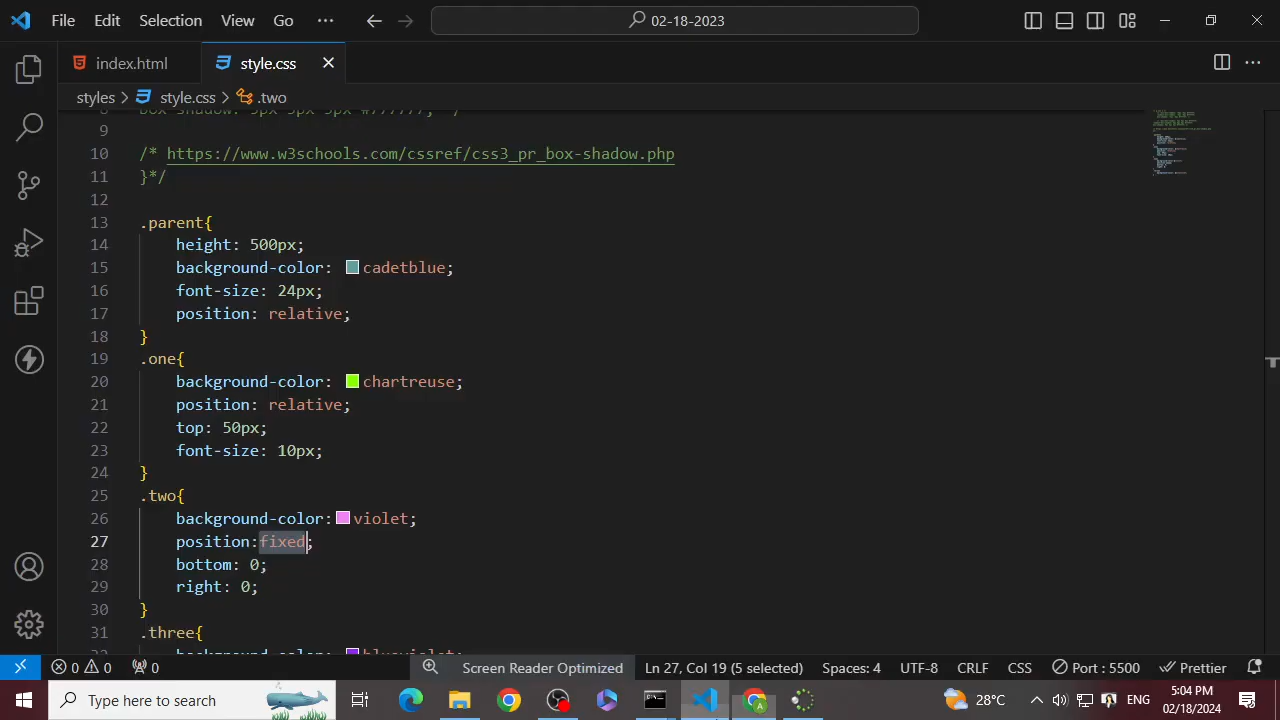 File Edit Selection View Go ··· 02-18-2023
index.html style.css
styles > style.css > .two
9
10 /* https://www.w3schools.com/cssref/css3_pr_box-shadow.php
11 }*/
12
13 .parent{
14 height: 500px;
15 background-color: cadetblue;
16 font-size: 24px;
17 position: relative;
18 }
19 .one{
20 background-color: chartreuse;
21 position: relative;
22 top: 50px;
23 font-size: 10px;
24 }
25 .two{
26 background-color:violet;
27 position:fixed;
28 bottom: 0;
29 right: 0;
30 }
31 .three{
0 0 0 Screen Reader Optimized Ln 27, Col 19 (5 selected) Spaces: 4 UTF-8 CRLF CSS Port : 5500 Prettier
Type here to search 28°C ENG 5:04 PM
02/18/2024